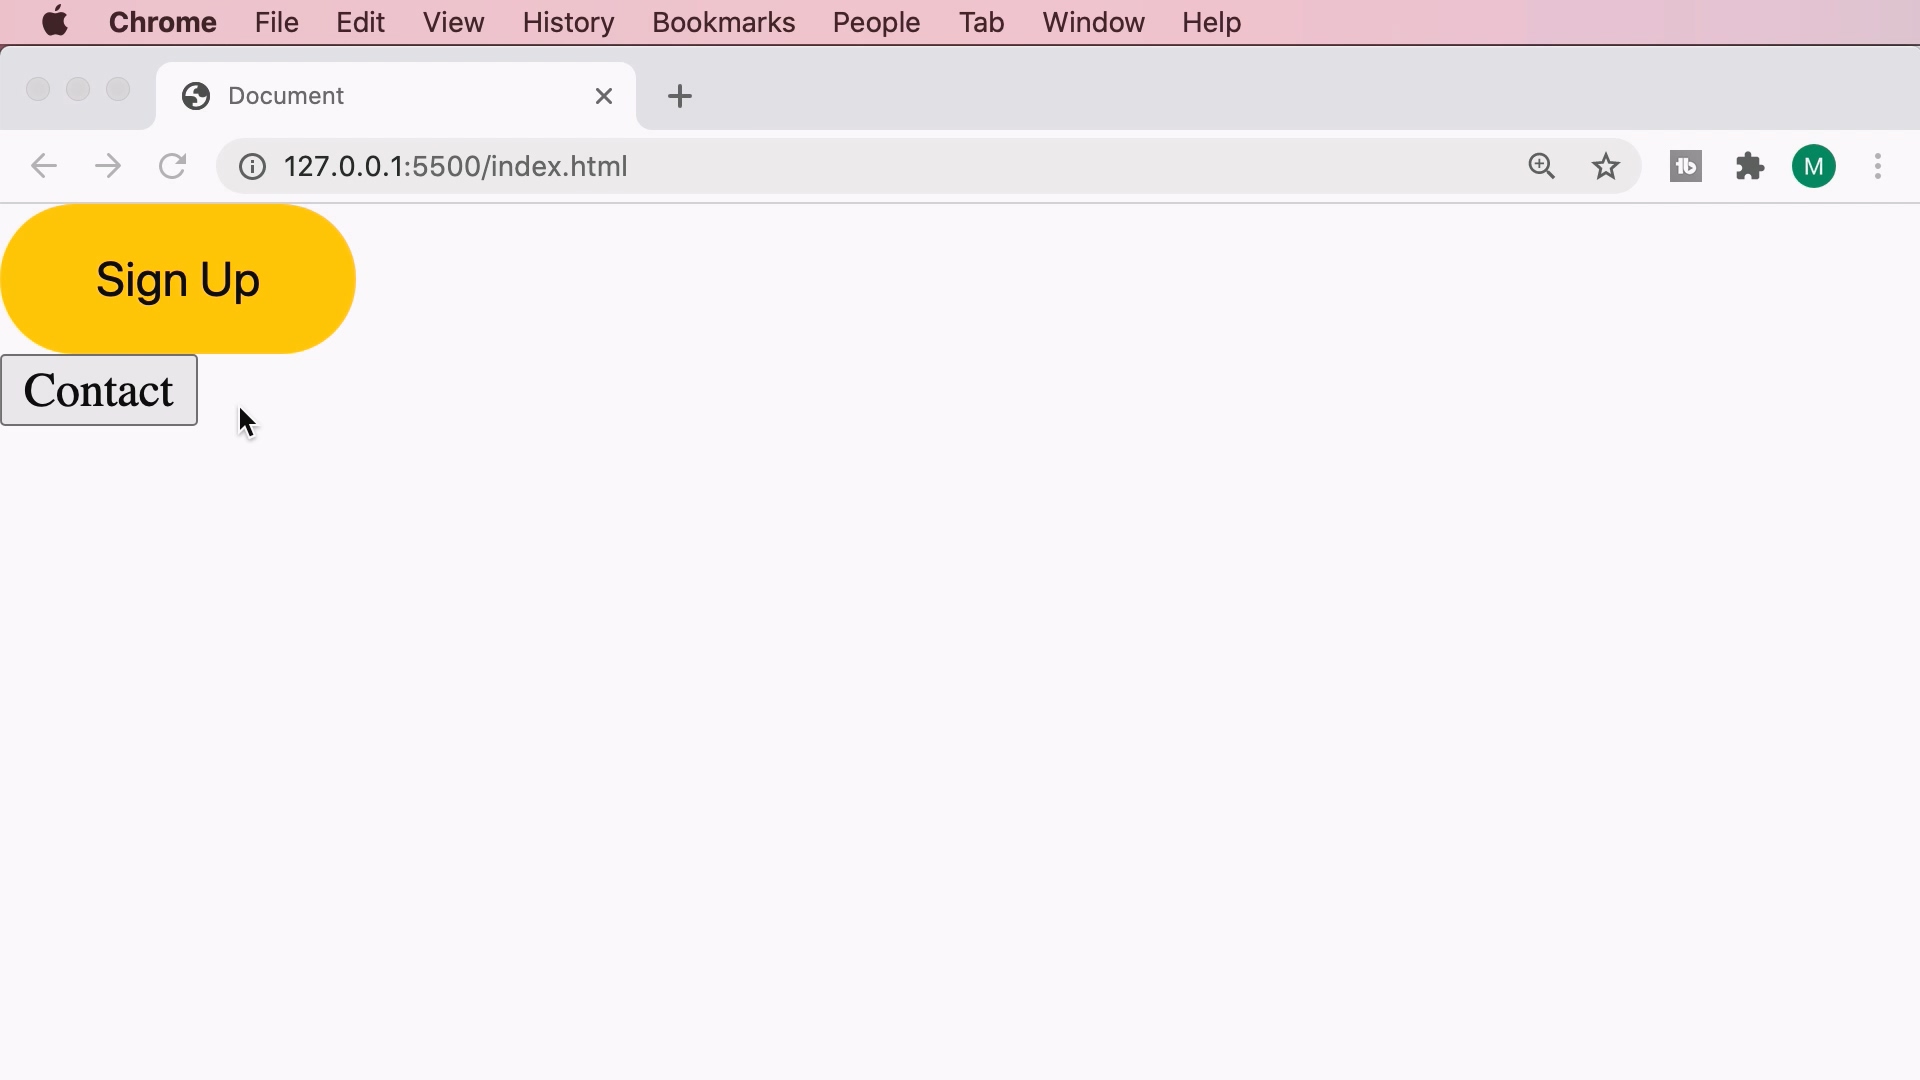 Chrome File Edit View History Bookmarks People Tab Window Help
Document
127.0.0.1:5500/index.html
M
Sign Up
Contact